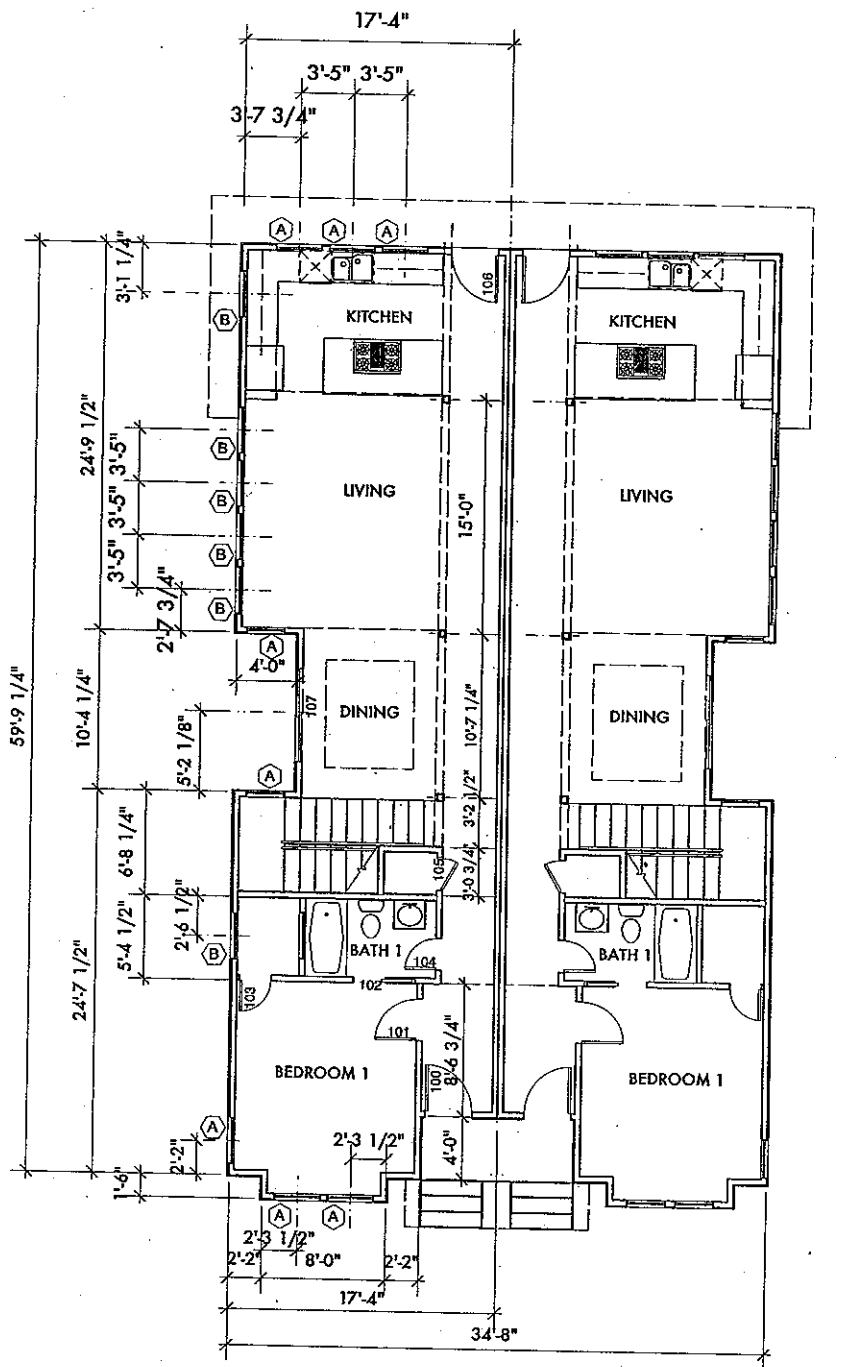 17'-4"
3'-5" 3'-5"
3'-7 3/4"
A A A
3'-1 1/4"
106
B
KITCHEN KITCHEN
24'-9 1/2"
B
3'-5"
LIVING LIVING
B
3'-5"
15'-0"
B
3'-5"
B
2'-7 3/4"
A
4'-0"
59'-9 1/4"
10'-4 1/4"
107
DINING DINING
10'-7 1/4"
5'-2 1/8"
A
3'-2 1/2"
6'-8 1/4"
105
3'-0 3/4"
2'-6 1/2"
5'-4 1/2"
B
BATH 1 BATH 1
104
102
103
24'-7 1/2"
101
8'-6 3/4"
BEDROOM 1 BEDROOM 1
100
A
2'-2"
2'-3 1/2"
4'-0"
1'-6"
A A
2'-3 1/2"
2'-2" 8'-0" 2'-2"
17'-4"
34'-8"